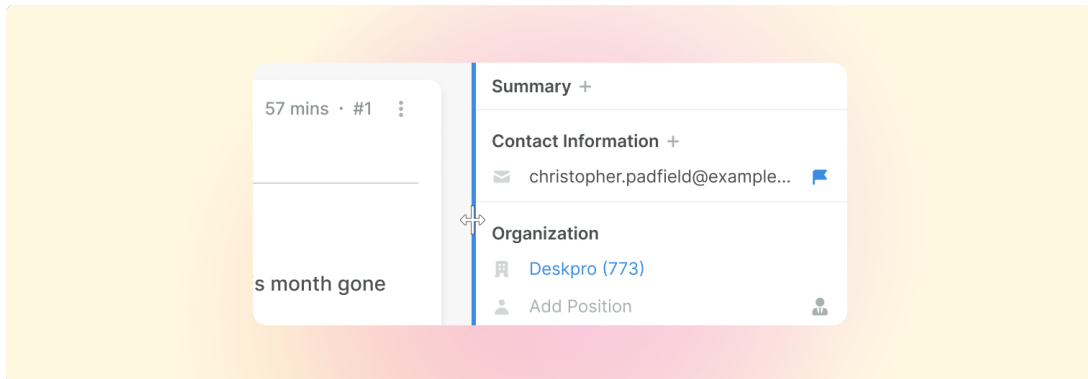 57 mins · #1
s month gone
Summary +
Contact Information +
christopher.padfield@example...
Organization
Deskpro (773)
Add Position